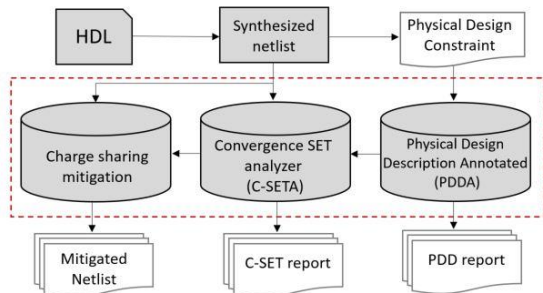 HDL
Synthesized
netlist
Physical Design
Constraint
Charge sharing
mitigation
Convergence SET
analyzer
(C-SETA)
Physical Design
Description Annotated
(PDDA)
Mitigated
Netlist
C-SET report
PDD report